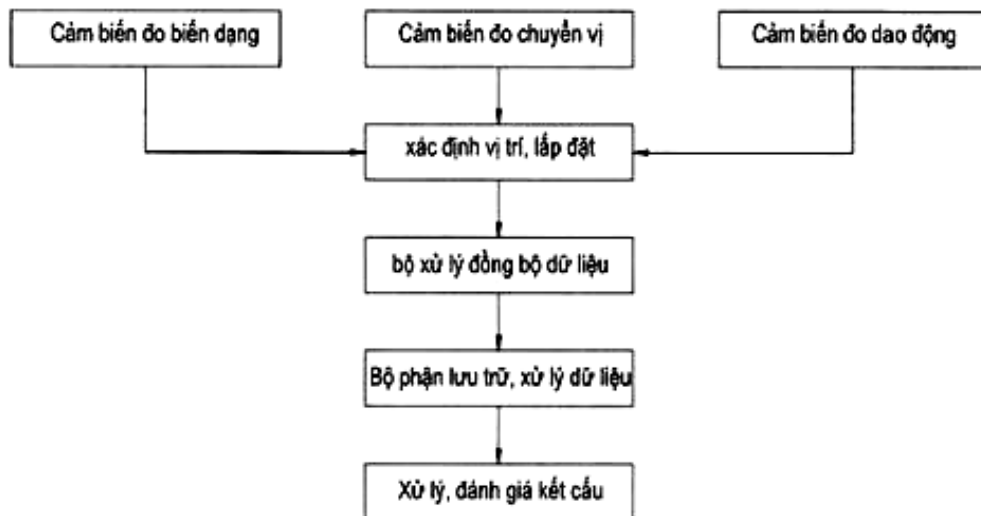 Cảm biến đo biến dạng
Cảm biến đo chuyển vị
Cảm biến đo dao động
xác định vị trí, lắp đặt
bộ xử lý đồng bộ dữ liệu
Bộ phận lưu trữ, xử lý dữ liệu
Xử lý, đánh giá kết cấu